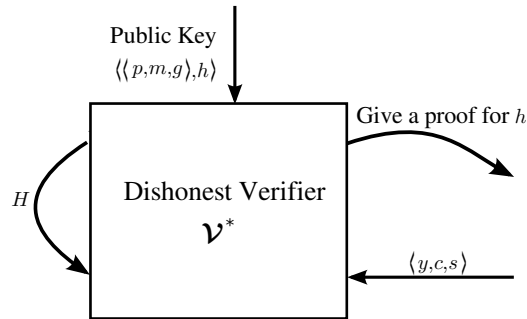 Public Key
⟨⟨p,m,g⟩,h⟩
Give a proof for h
H
Dishonest Verifier
𝒱*
⟨y,c,s⟩